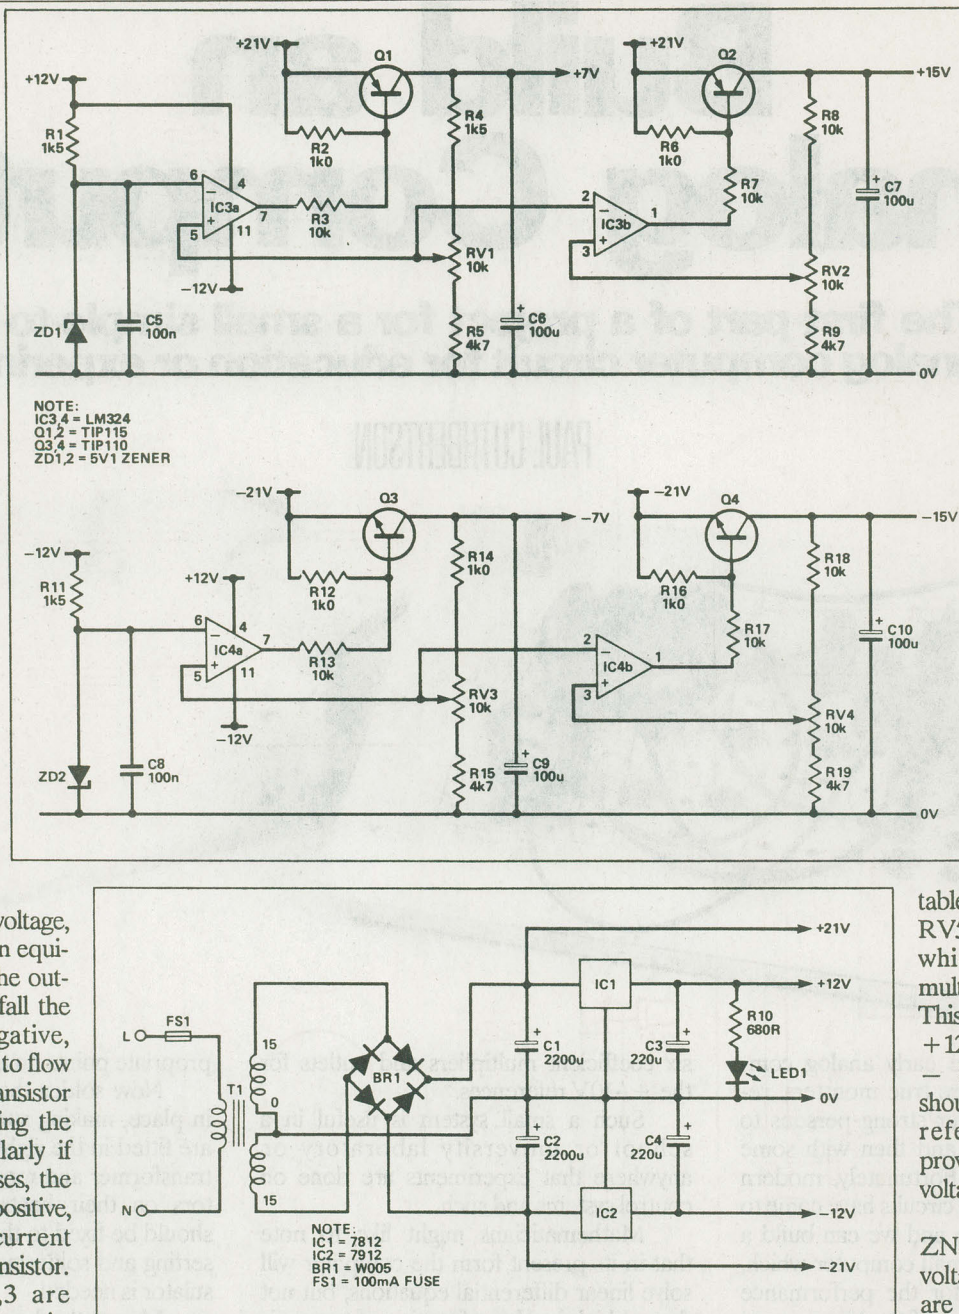 +21V
Q1
+7V
+21V
Q2
+15V
+12V
R1
1k5
R2
1k0
R4
1k5
R6
1k0
R8
10k
6
4
IC3a
7
5
11
R3
10k
2
IC3b
1
3
R7
10k
C7
100u
+
−12V
RV1
10k
RV2
10k
ZD1
C5
100n
R5
4k7
+
C6
100u
R9
4k7
0V
NOTE:
IC3,4 = LM324
Q1,2 = TIP115
Q3,4 = TIP110
ZD1,2 = 5V1 ZENER
−21V
Q3
−7V
−21V
Q4
−15V
−12V
R11
1k5
+12V
R12
1k0
R14
1k0
R16
1k0
R18
10k
6
4
IC4a
7
5
11
R13
10k
2
IC4b
1
3
R17
10k
+
C10
100u
−12V
RV3
10k
RV4
10k
ZD2
C8
100n
R15
4k7
+
C9
100u
R19
4k7
0V
voltage,
n equi-
ne out-
fall the
gative,
to flow
ansistor
ing the
larly if
ses, the
positive,
current
nsistor.
,3 are
L
FS1
T1
15
0
15
N
BR1
+21V
IC1
+12V
+
C1
2200u
+
C3
220u
R10
680R
LED1
0V
+
C2
2200u
+
C4
220u
IC2
−12V
−21V
NOTE:
IC1 = 7812
IC2 = 7912
BR1 = W005
FS1 = 100mA FUSE
table
whi
mult
This
+12
shou
refe
prov
volta
ZN
volta
are